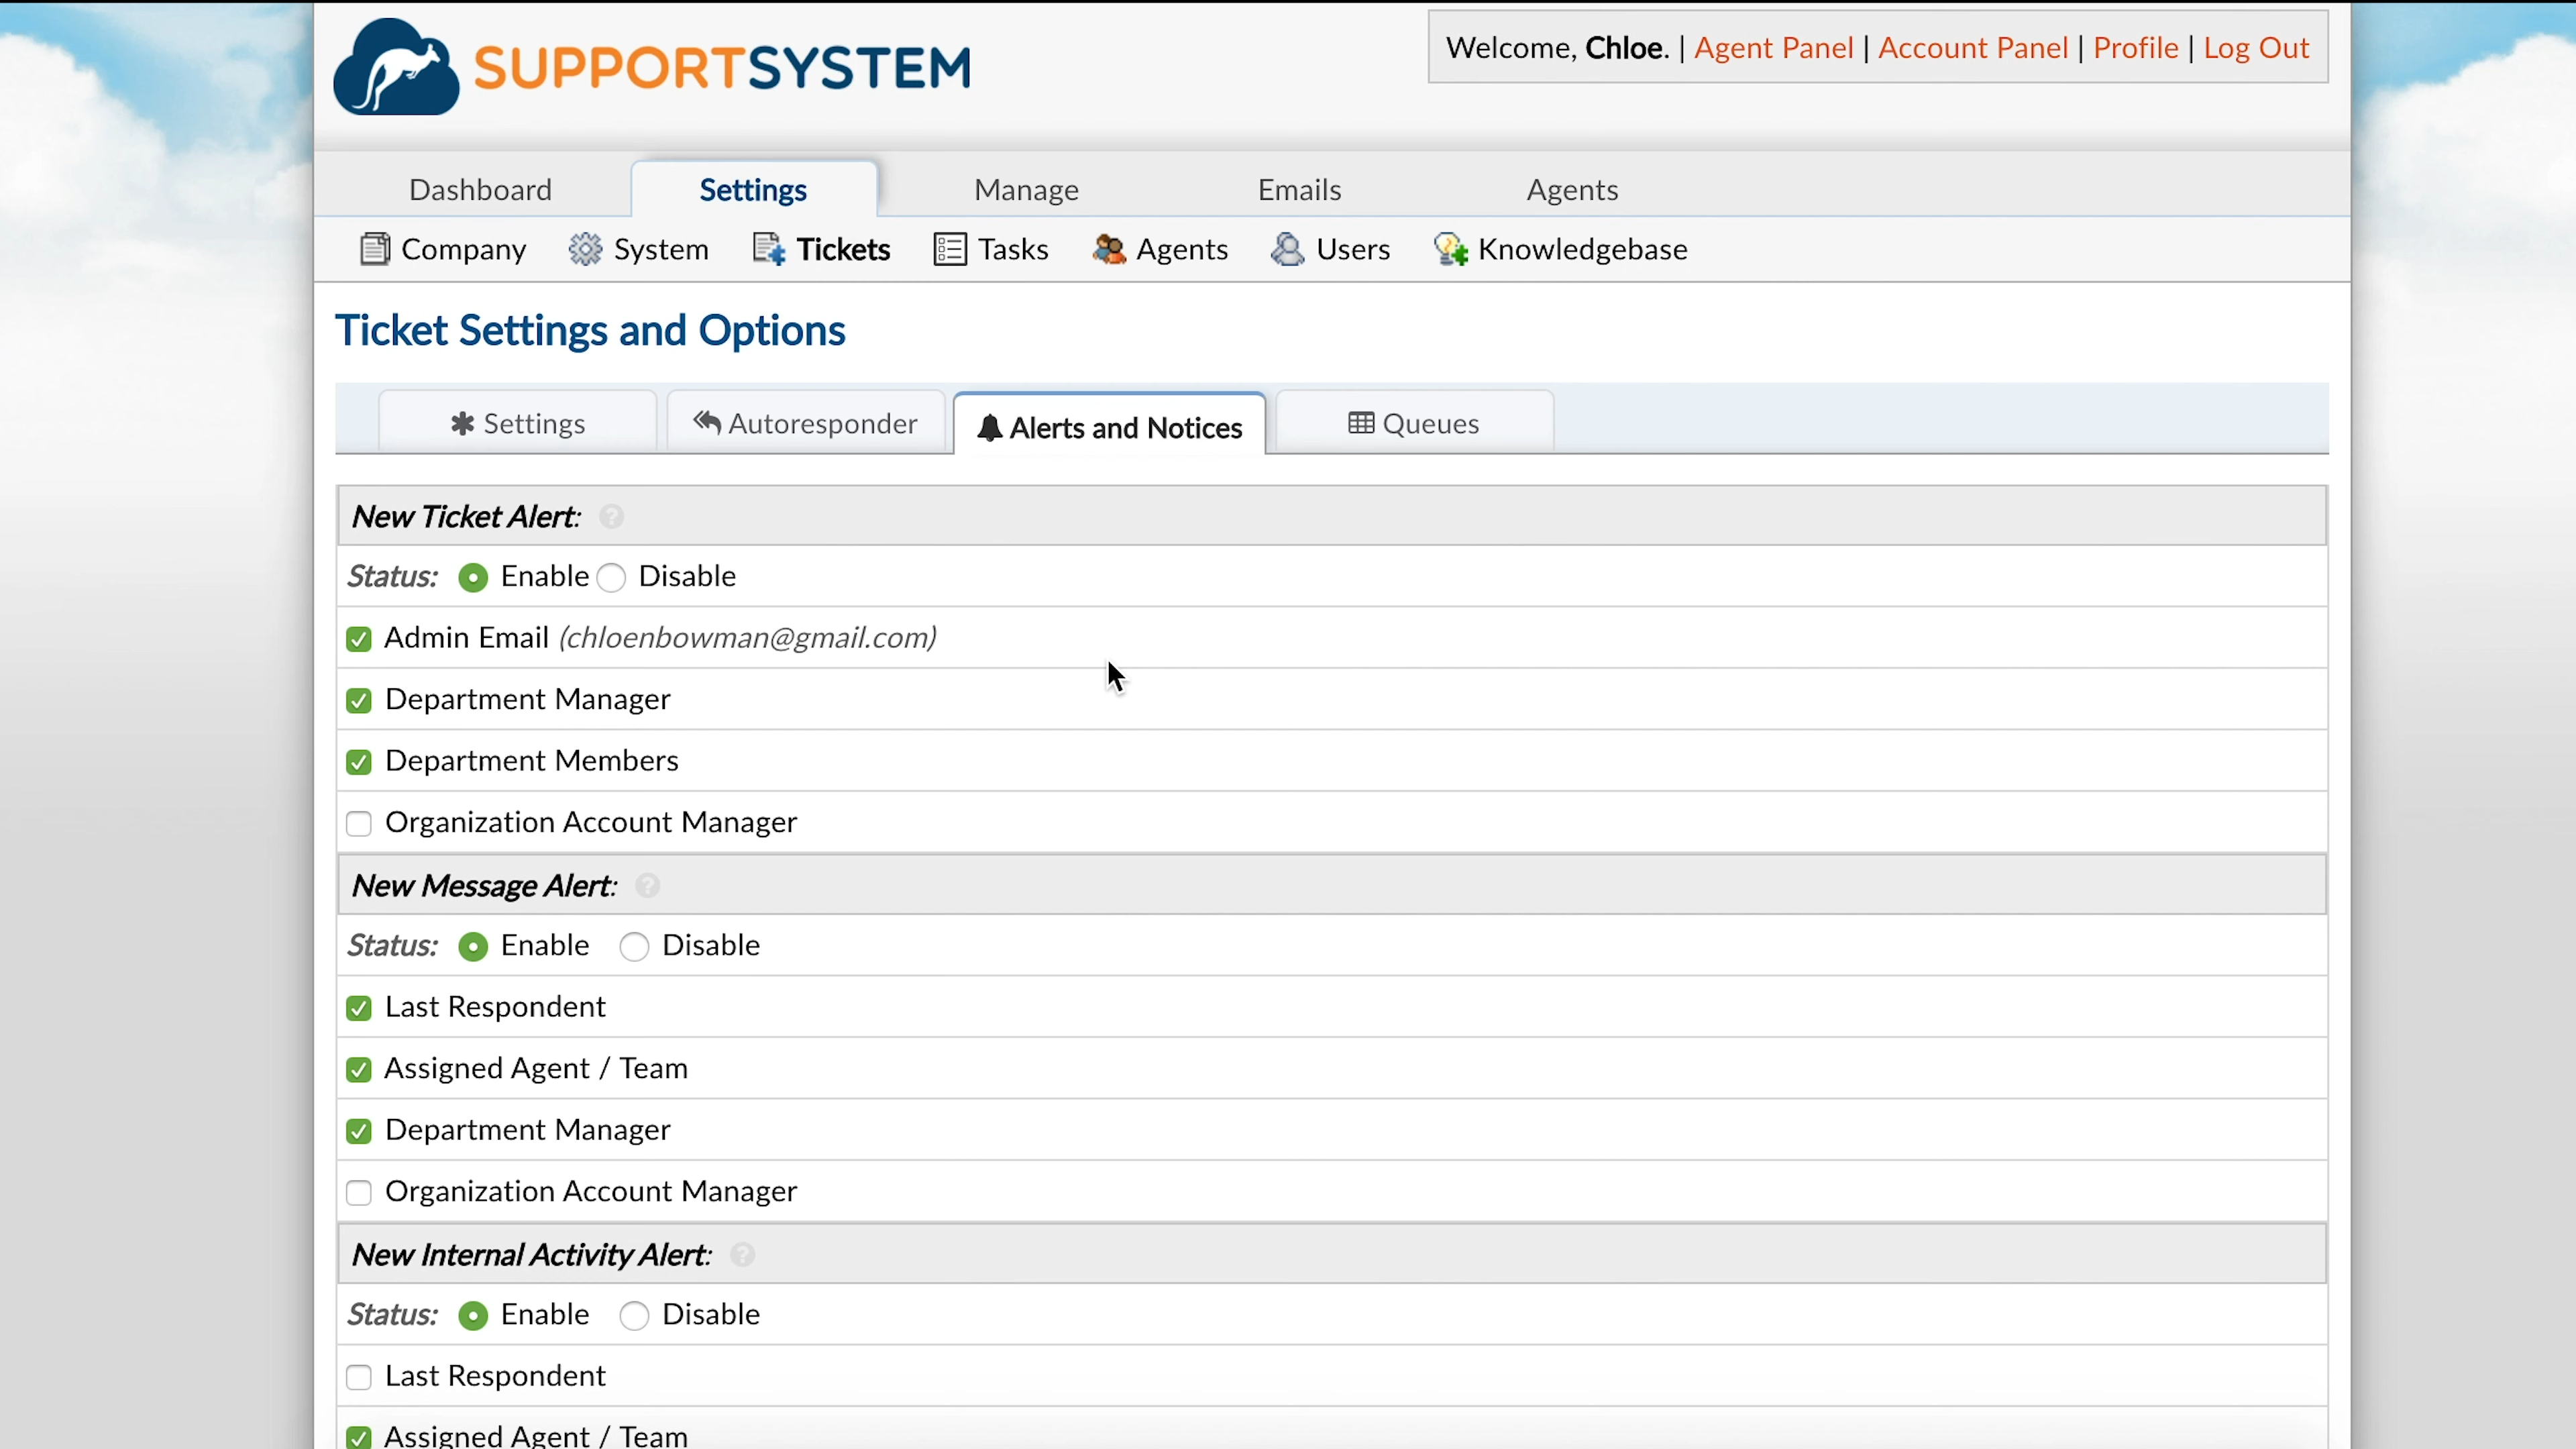 SUPPORTSYSTEM
Welcome, Chloe. | Agent Panel | Account Panel | Profile | Log Out
Dashboard Settings Manage Emails Agents
Company System Tickets Tasks Agents Users Knowledgebase
Ticket Settings and Options
Settings Autoresponder Alerts and Notices Queues
New Ticket Alert: ?
Status: Enable Disable
Admin Email (chloenbowman@gmail.com)
Department Manager
Department Members
Organization Account Manager
New Message Alert: ?
Status: Enable Disable
Last Respondent
Assigned Agent / Team
Department Manager
Organization Account Manager
New Internal Activity Alert: ?
Status: Enable Disable
Last Respondent
Assigned Agent / Team